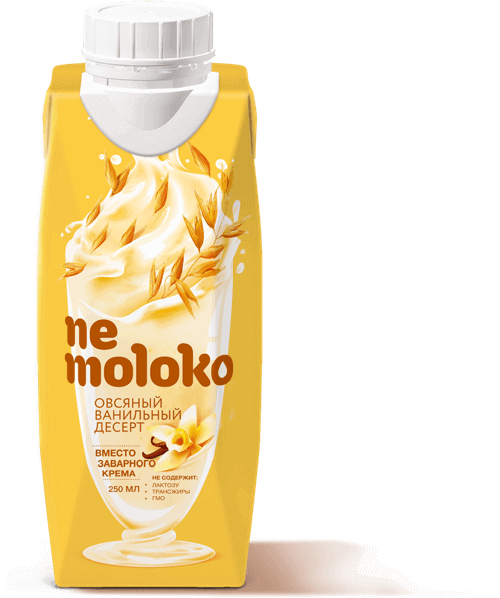 ne
moloko
ОВСЯНЫЙ
ВАНИЛЬНЫЙ
ДЕСЕРТ
ВМЕСТО
ЗАВАРНОГО
КРЕМА
250 МЛ
НЕ СОДЕРЖИТ:
• ЛАКТОЗУ
• ТРАНСЖИРЫ
• ГМО